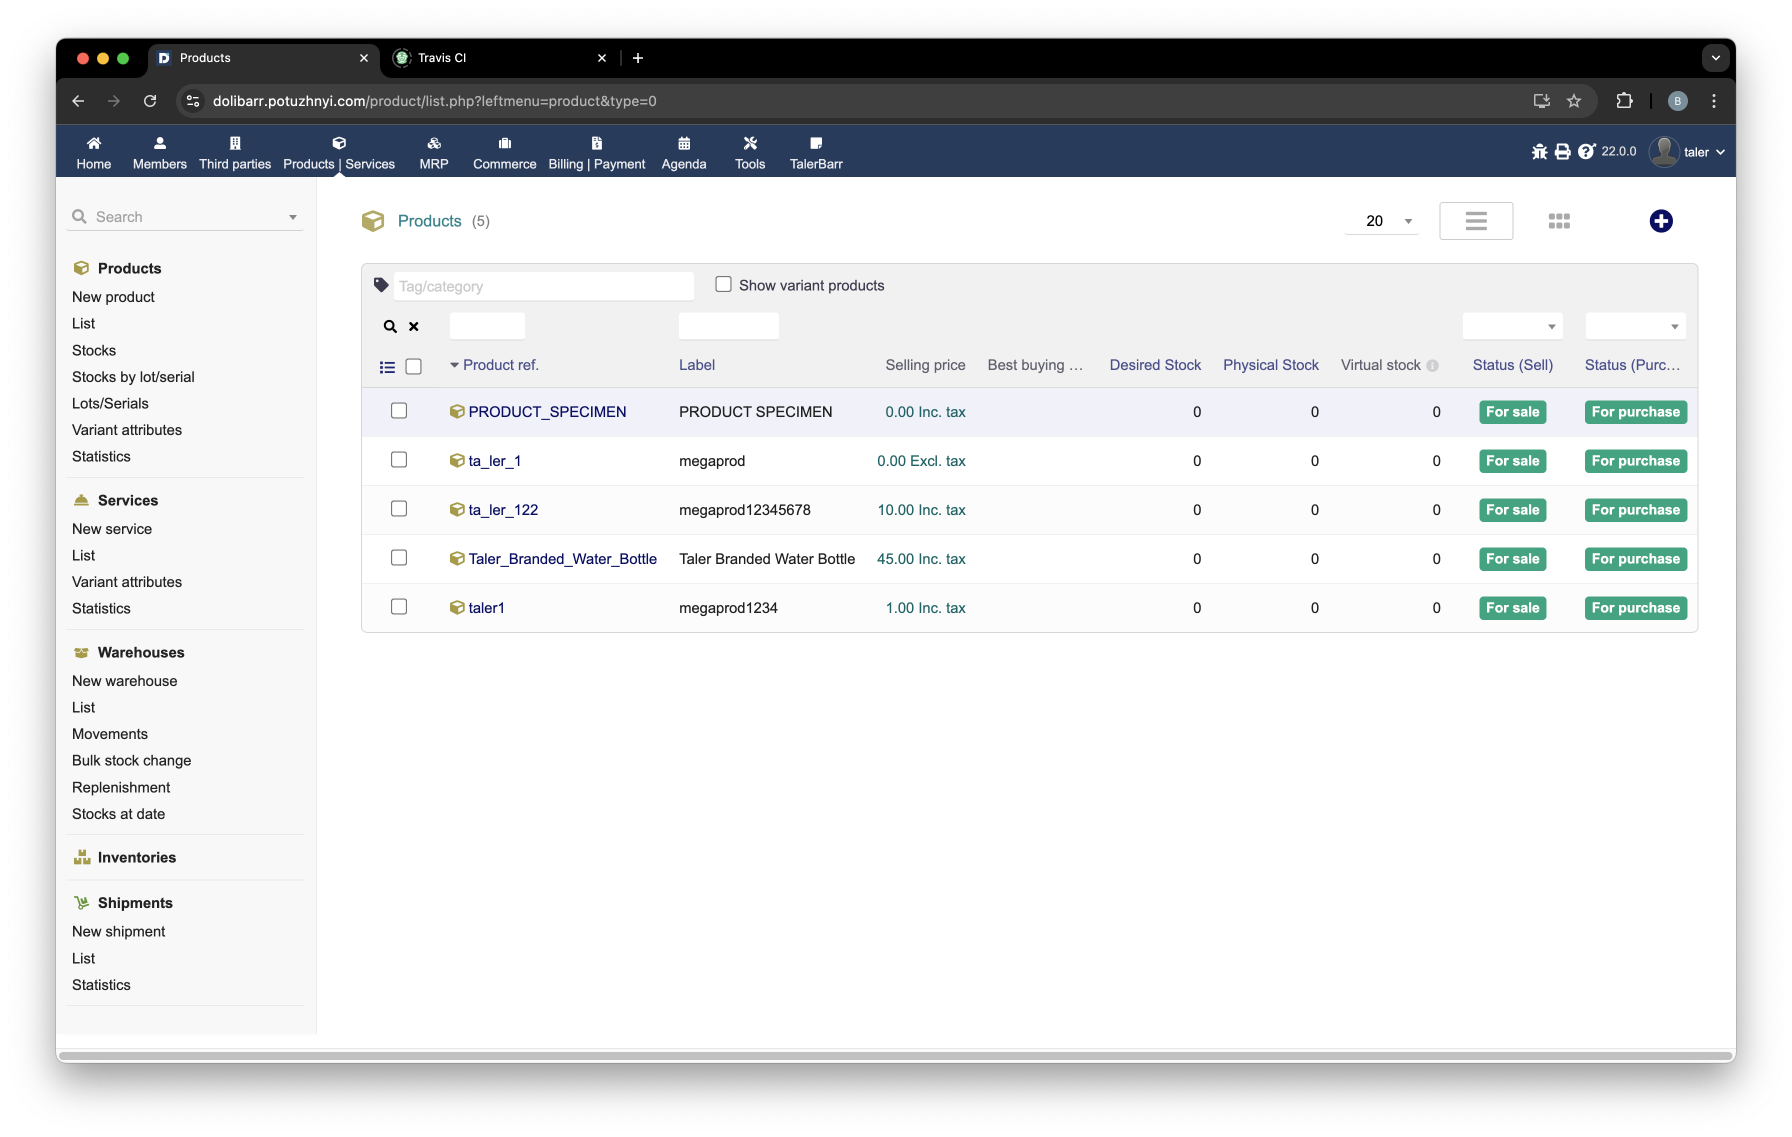 Products
Travis CI
dolibarr.potuzhnyi.com/product/list.php?leftmenu=product&type=0
B
Home
Members
Third parties
Products | Services
MRP
Commerce
Billing | Payment
Agenda
Tools
TalerBarr
22.0.0
taler
Search
Products
New product
List
Stocks
Stocks by lot/serial
Lots/Serials
Variant attributes
Statistics
Services
New service
List
Variant attributes
Statistics
Warehouses
New warehouse
List
Movements
Bulk stock change
Replenishment
Stocks at date
Inventories
Shipments
New shipment
List
Statistics
Products (5)
20
Tag/category
Show variant products
Product ref. Label Selling price Best buying ... Desired Stock Physical Stock Virtual stock Status (Sell) Status (Purc...
PRODUCT_SPECIMEN PRODUCT SPECIMEN 0.00 Inc. tax 0 0 0 For sale For purchase
ta_ler_1 megaprod 0.00 Excl. tax 0 0 0 For sale For purchase
ta_ler_122 megaprod12345678 10.00 Inc. tax 0 0 0 For sale For purchase
Taler_Branded_Water_Bottle Taler Branded Water Bottle 45.00 Inc. tax 0 0 0 For sale For purchase
taler1 megaprod1234 1.00 Inc. tax 0 0 0 For sale For purchase